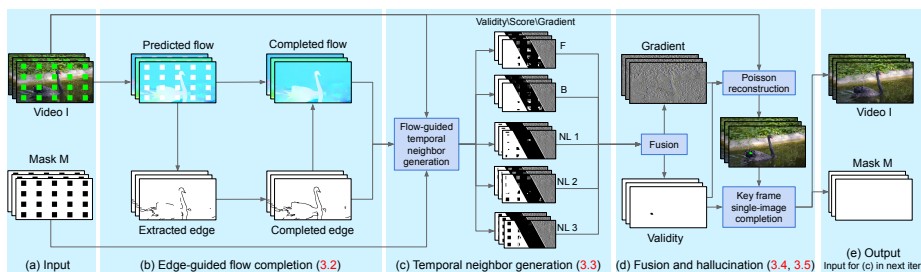 Video I
Mask M
(a) Input
Predicted flow
Completed flow
Extracted edge
Completed edge
(b) Edge-guided flow completion (3.2)
Validity\Score\Gradient
Flow-guided
temporal
neighbor
generation
F
B
NL 1
NL 2
NL 3
(c) Temporal neighbor generation (3.3)
Gradient
Fusion
Validity
Poisson
reconstruction
Key frame
single-image
completion
(d) Fusion and hallucination (3.4, 3.5)
Video I
Mask M
(e) Output
Input for (c) in next iter